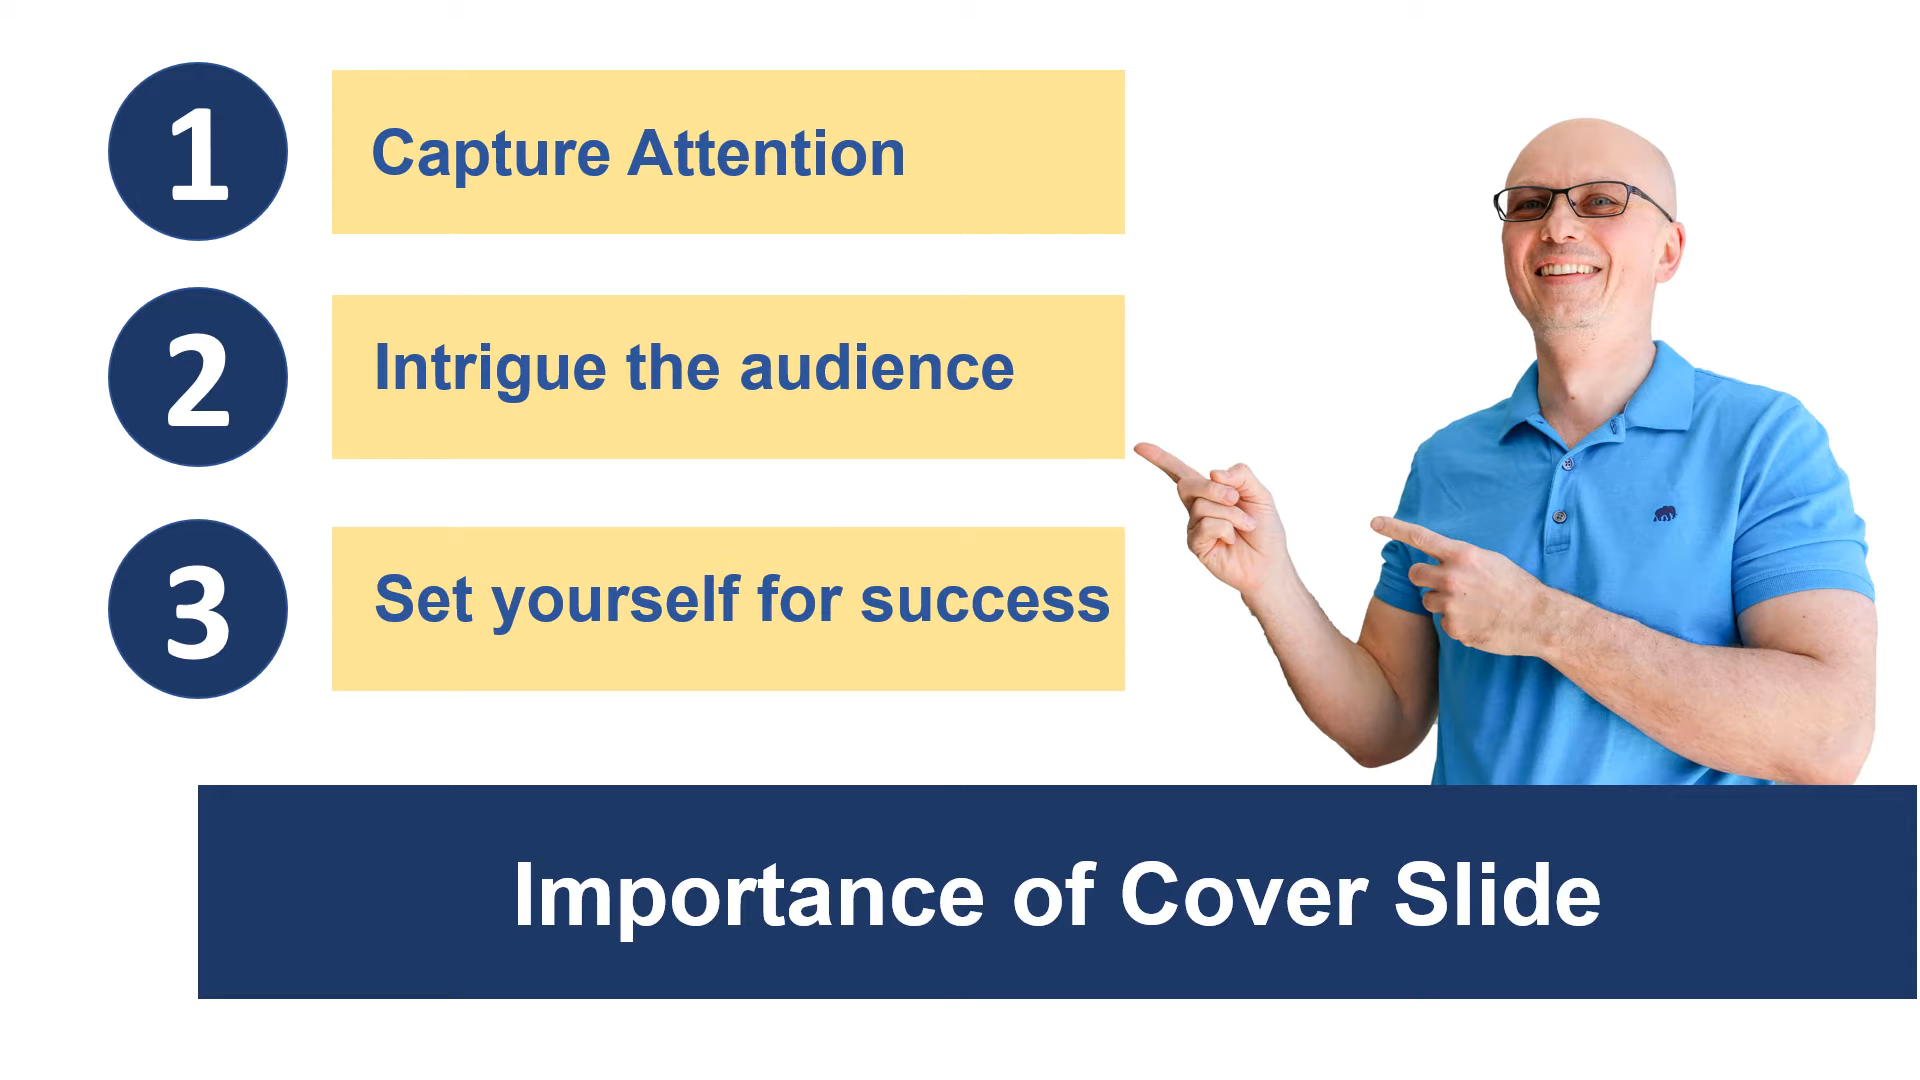 1
Capture Attention
2
Intrigue the audience
3
Set yourself for success
Importance of Cover Slide